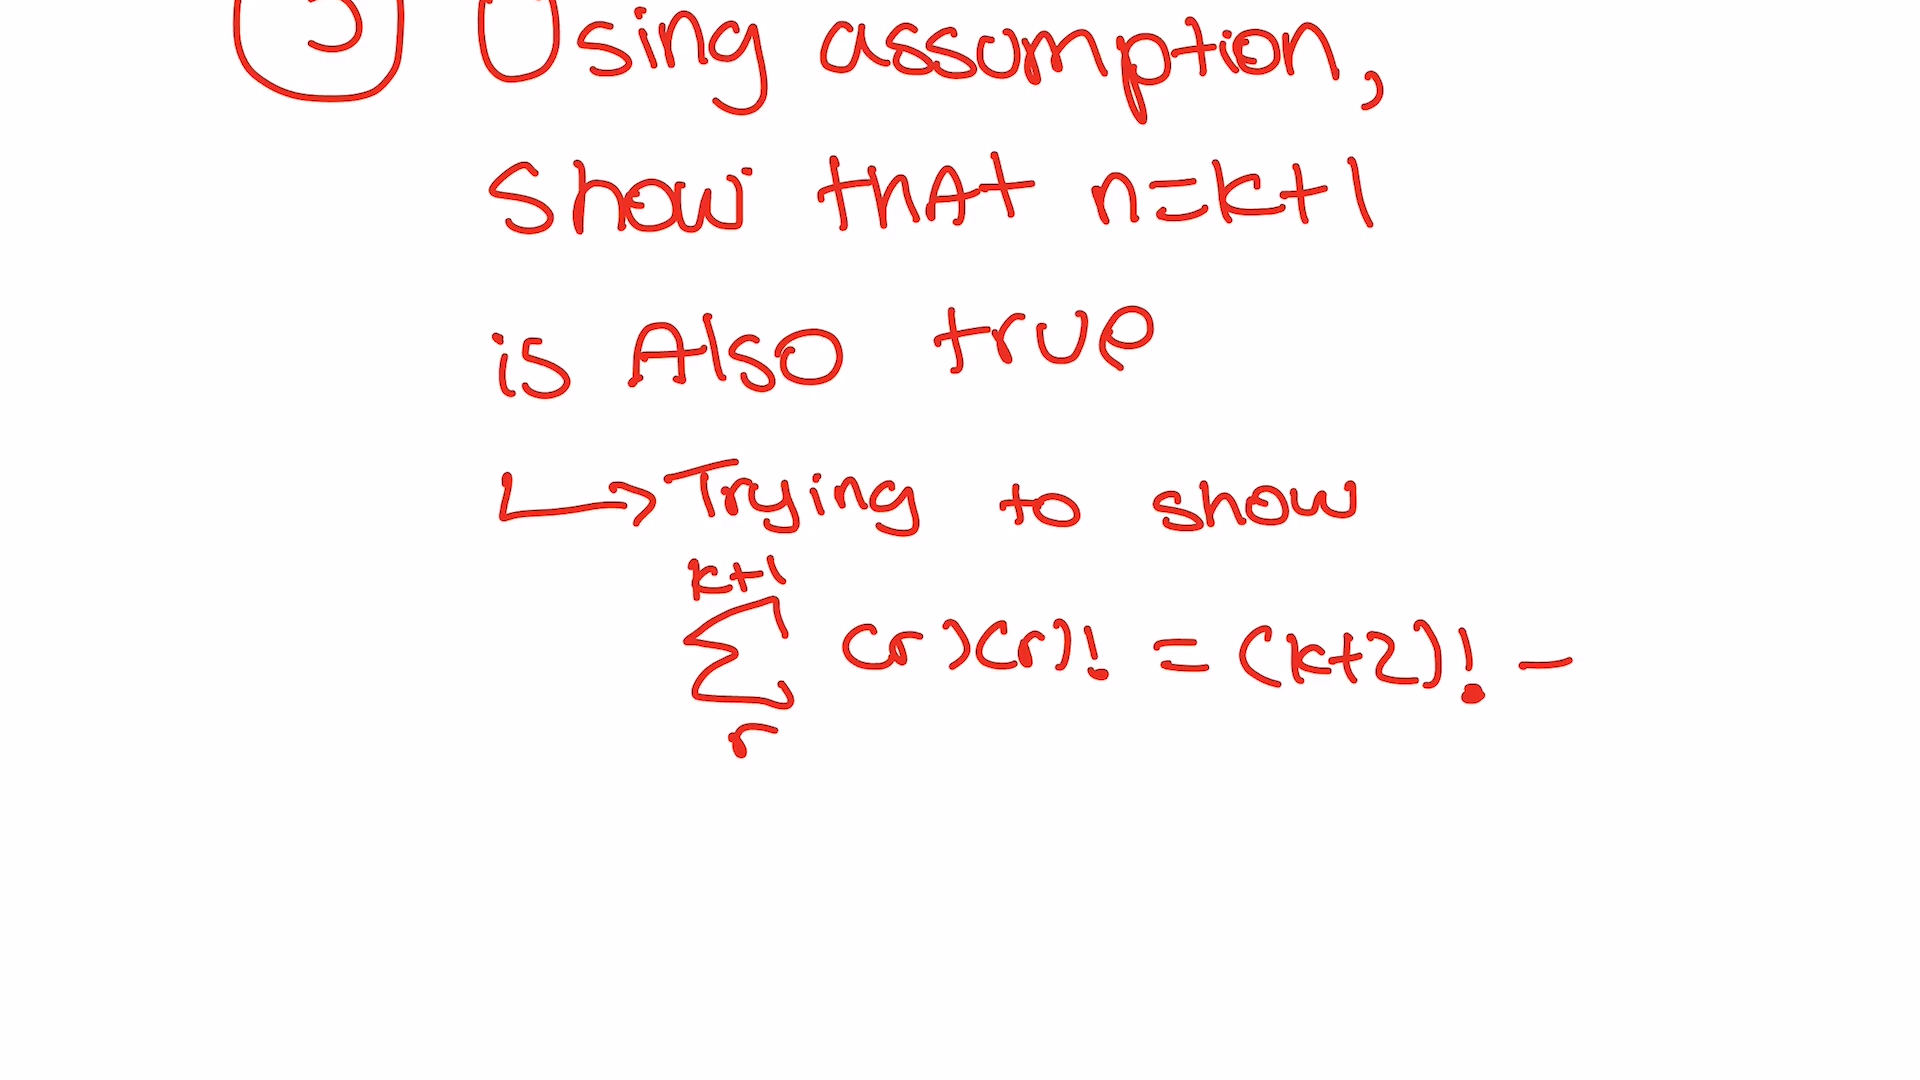 3 Using assumption,
show thAt n=k+1
is Also true
↳ Trying to show
k+1
∑ (r)(r)! = (k+2)! -
r